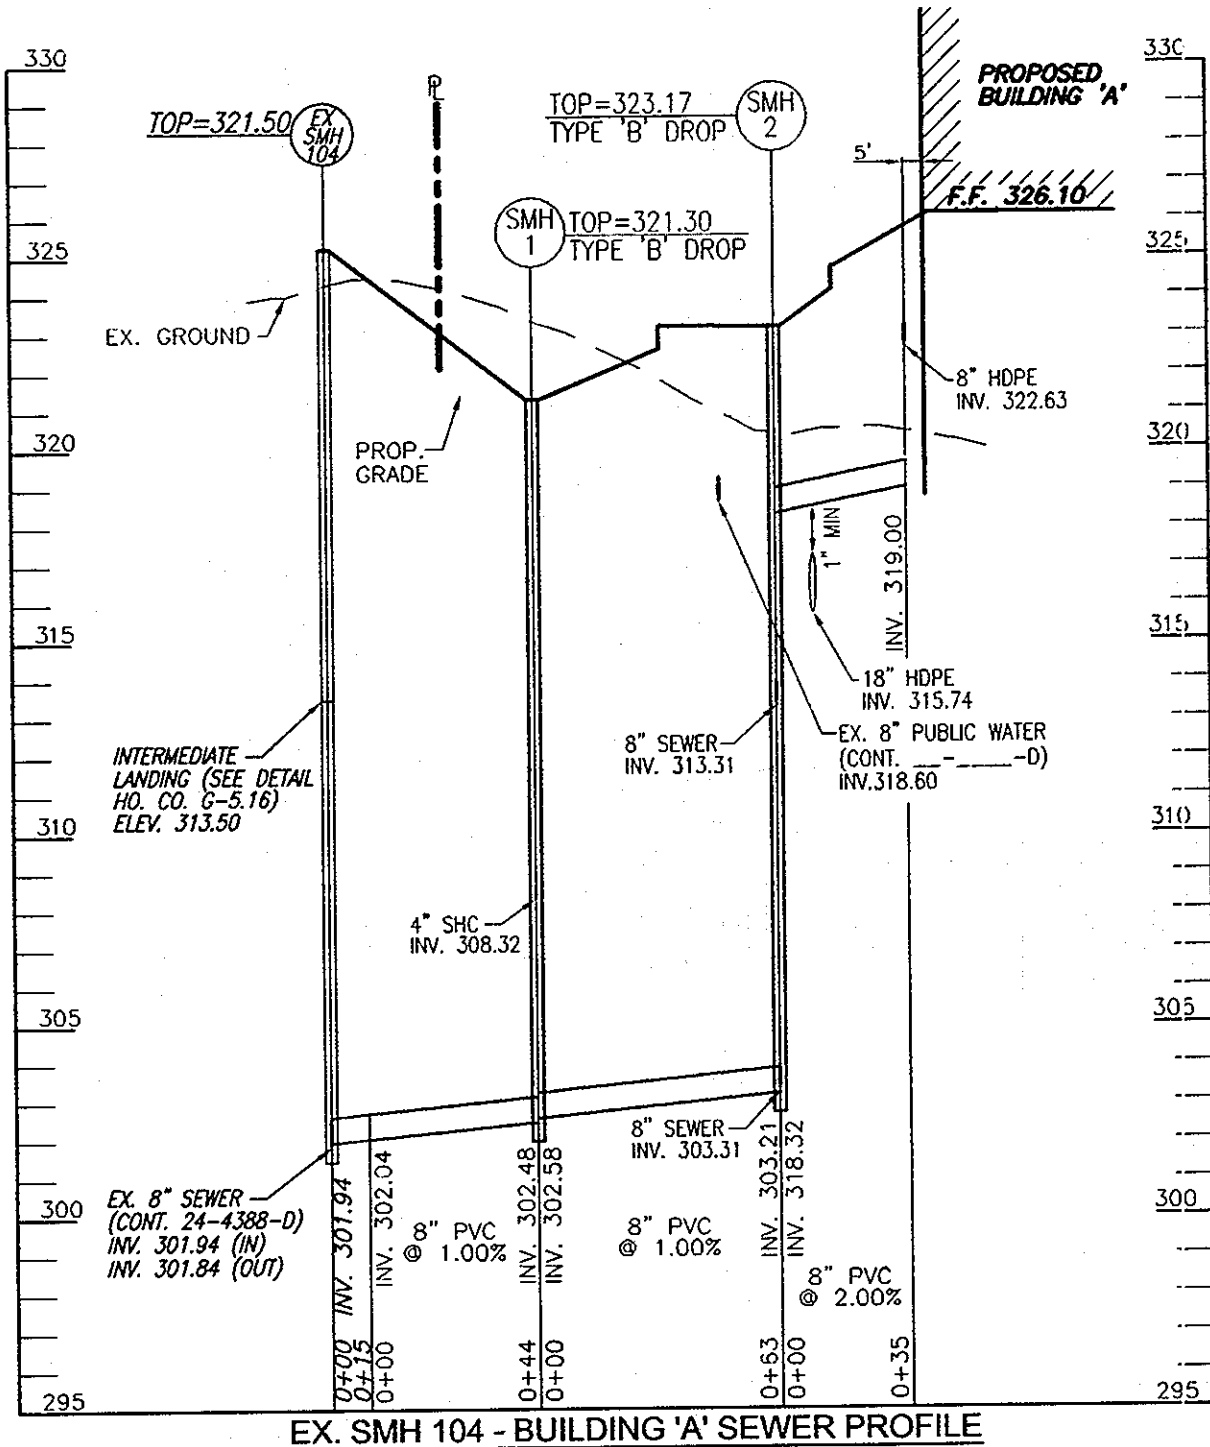 330
330
PROPOSED
BUILDING 'A'
TOP=321.50
EX
SMH
104
PL
TOP=323.17
TYPE 'B' DROP
SMH
2
5'
F.F. 326.10
SMH
1
TOP=321.30
TYPE 'B' DROP
325
325
EX. GROUND
8" HDPE
INV. 322.63
PROP.
GRADE
320
320
1" MIN
INV. 319.00
315
315
18" HDPE
INV. 315.74
INTERMEDIATE
LANDING (SEE DETAIL
HO. CO. G-5.16)
ELEV. 313.50
8" SEWER
INV. 313.31
EX. 8" PUBLIC WATER
(CONT. __-____-D)
INV.318.60
310
310
4" SHC
INV. 308.32
305
305
8" SEWER
INV. 303.31
EX. 8" SEWER
(CONT. 24-4388-D)
INV. 301.94 (IN)
INV. 301.84 (OUT)
300
300
INV. 301.94
INV. 302.04
8" PVC
@ 1.00%
INV. 302.48
INV. 302.58
8" PVC
@ 1.00%
INV. 303.21
INV. 318.32
8" PVC
@ 2.00%
0+00
0+15
0+00
0+44
0+00
0+63
0+00
0+35
295
295
EX. SMH 104 - BUILDING 'A' SEWER PROFILE